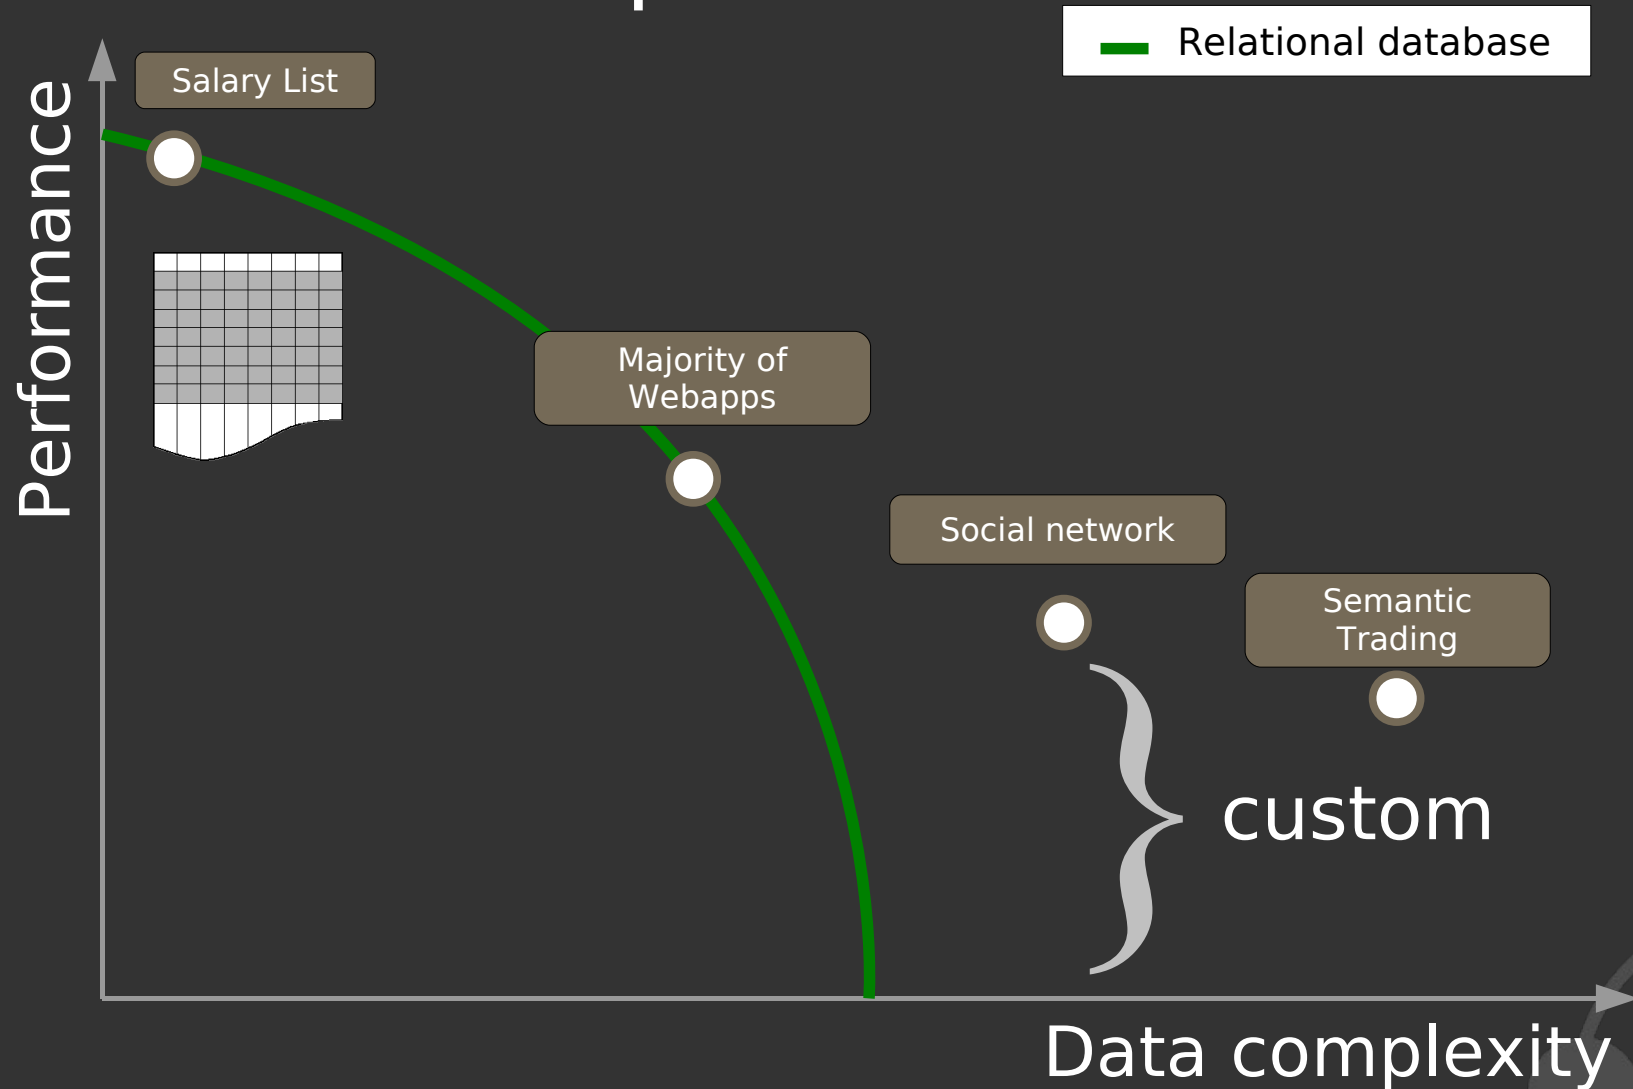 Relational database
Salary List
Performance
Majority of
Webapps
Social network
Semantic
Trading
custom
Data complexity